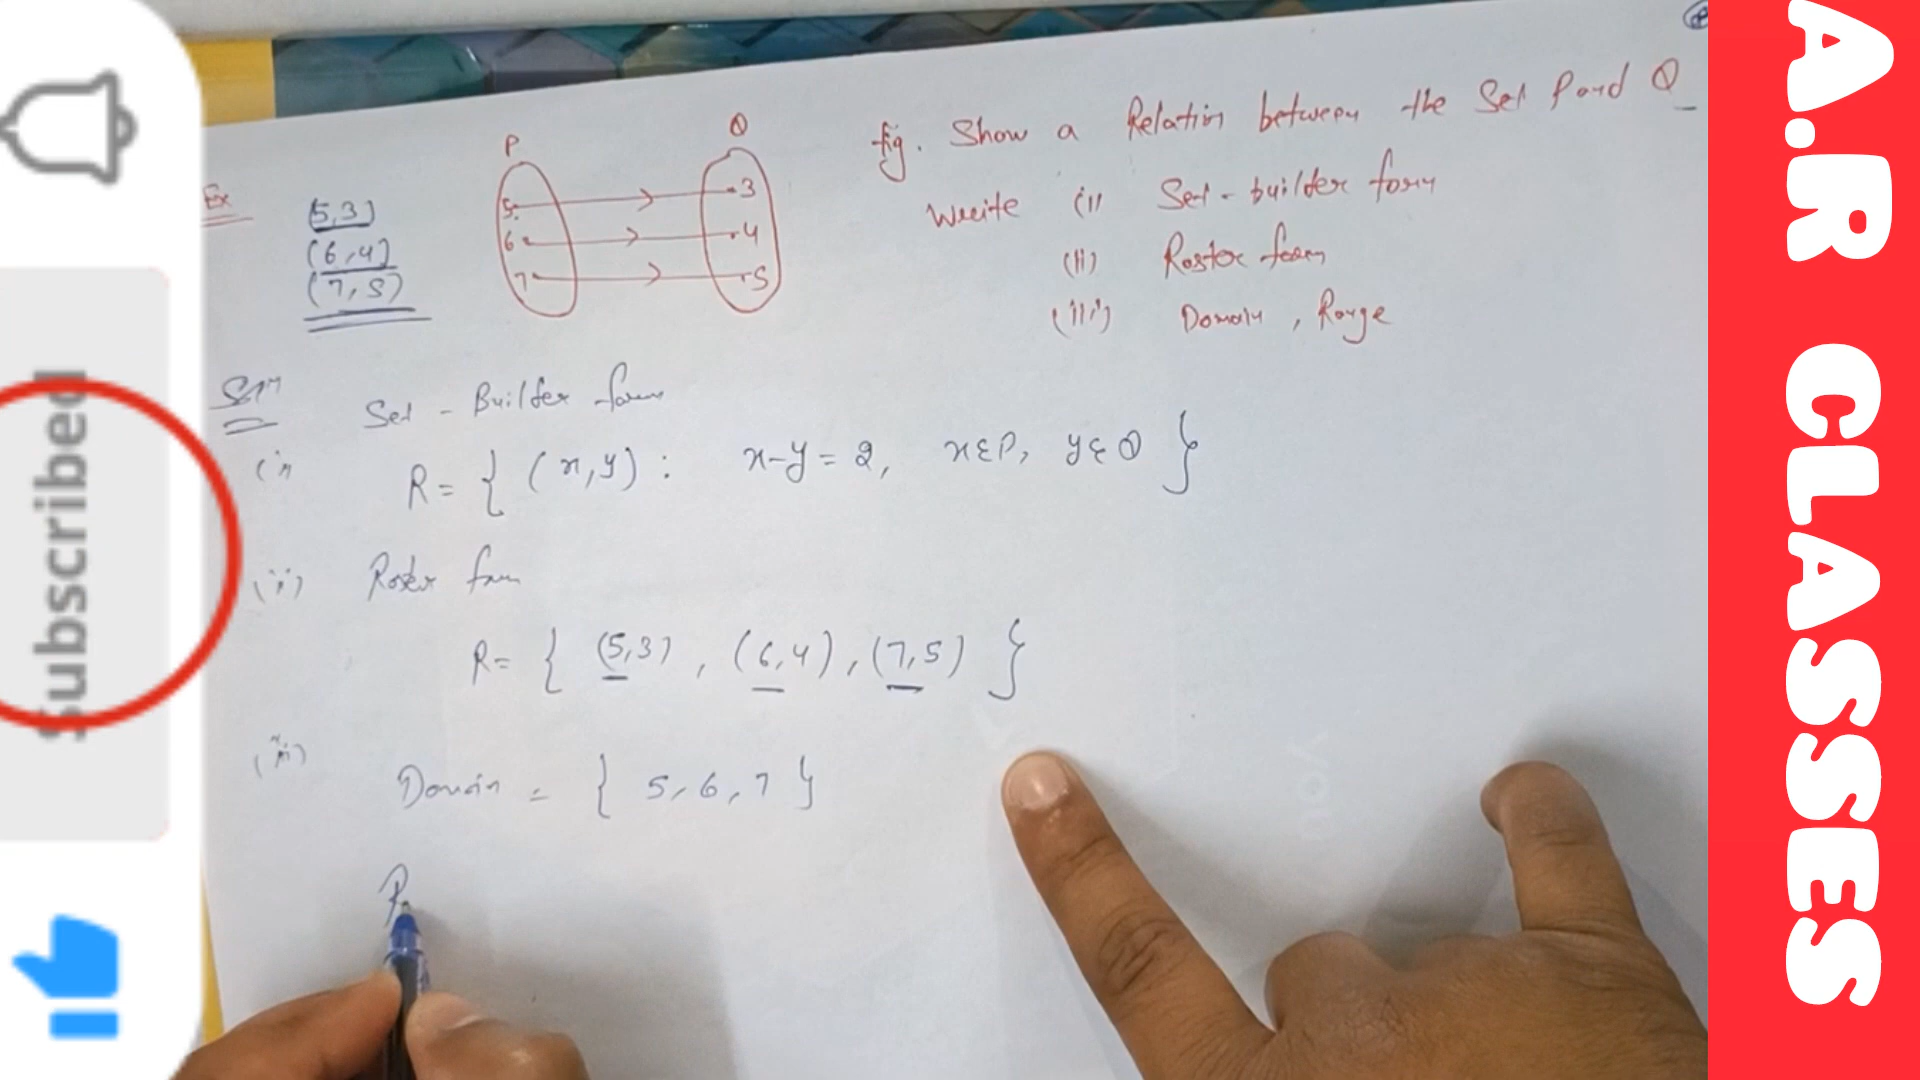 Ex
(5,3)
(6,4)
(7,5)
P
Q
5
6
7
3
4
5
fig. Show a Relation between the Set P and Q
Write (i) Set - builder form
(ii) Roster form
(iii) Domain, Range
Solⁿ
Set - Builder form
(i) R = { (x,y) : x-y = 2, x∈P, y∈Q }
(ii) Roster form
R = { (5,3), (6,4), (7,5) }
(iii) Domain = { 5, 6, 7 }
R
Subscribed
A.R CLASSES